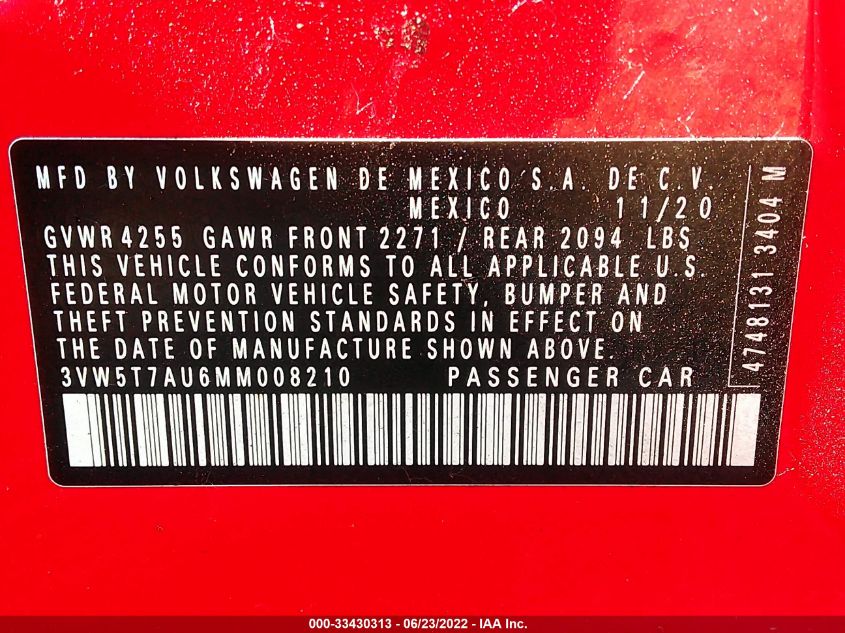 MFD BY VOLKSWAGEN DE MEXICO S.A. DE C.V.
MEXICO 11/20
GVWR 4255 GAWR FRONT 2271 / REAR 2094 LBS
THIS VEHICLE CONFORMS TO ALL APPLICABLE U.S.
FEDERAL MOTOR VEHICLE SAFETY, BUMPER AND
THEFT PREVENTION STANDARDS IN EFFECT ON
THE DATE OF MANUFACTURE SHOWN ABOVE.
3VW5T7AU6MM008210 PASSENGER CAR
4748131 3404 M
000-33430313 - 06/23/2022 - IAA Inc.